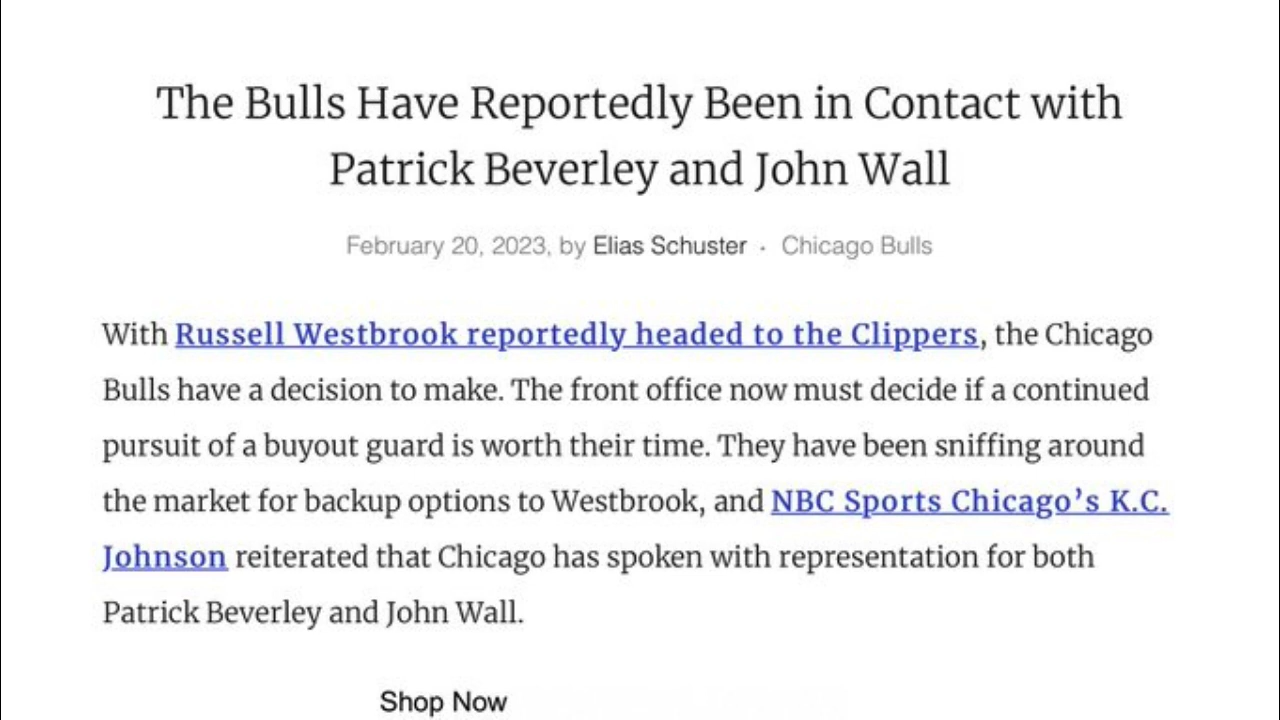 The Bulls Have Reportedly Been in Contact with
Patrick Beverley and John Wall
February 20, 2023, by Elias Schuster · Chicago Bulls
With Russell Westbrook reportedly headed to the Clippers, the Chicago
Bulls have a decision to make. The front office now must decide if a continued
pursuit of a buyout guard is worth their time. They have been sniffing around
the market for backup options to Westbrook, and NBC Sports Chicago’s K.C.
Johnson reiterated that Chicago has spoken with representation for both
Patrick Beverley and John Wall.
Shop Now